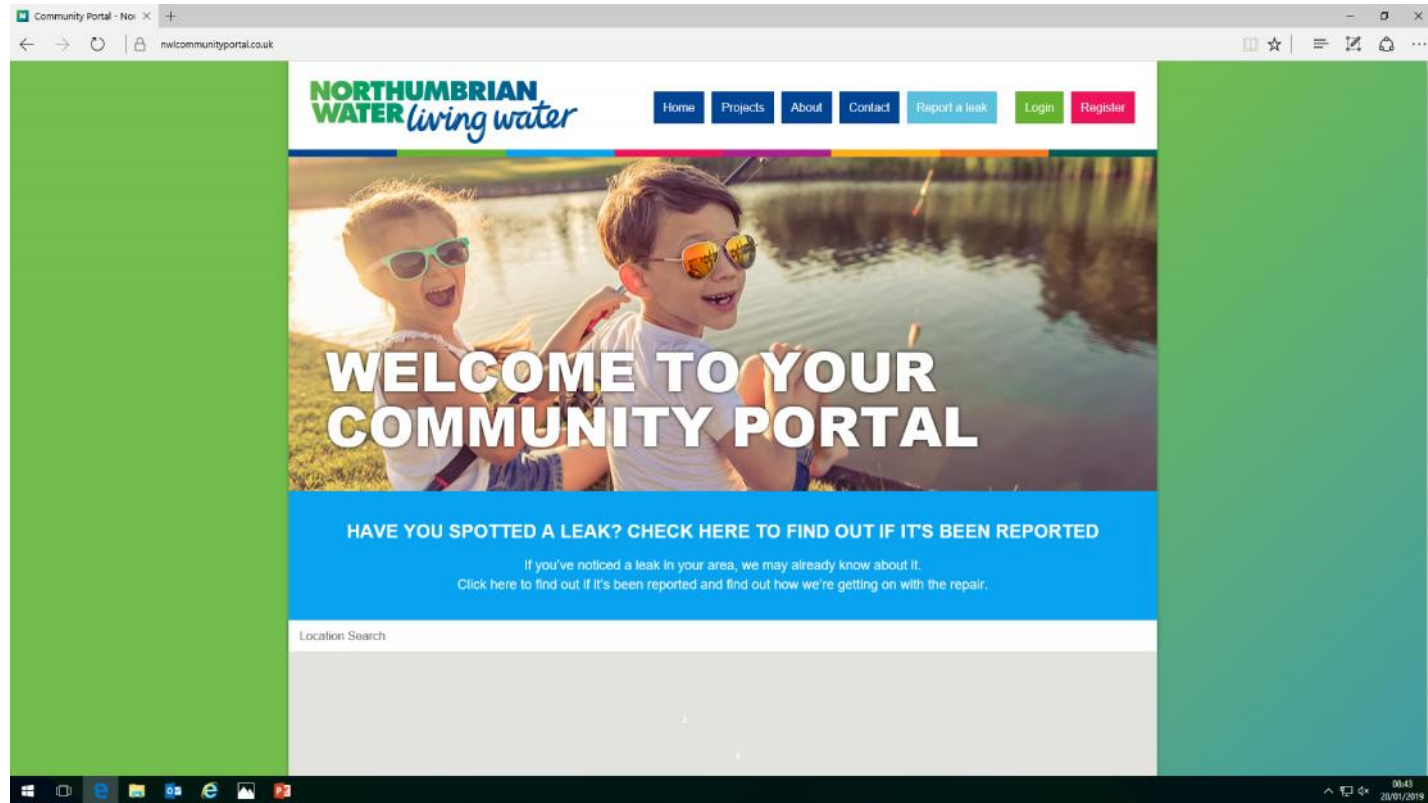 Community Portal - Nor
nwlcommunityportal.co.uk
NORTHUMBRIAN
WATER living water
Home Projects About Contact Report a leak Login Register
WELCOME TO YOUR
COMMUNITY PORTAL
HAVE YOU SPOTTED A LEAK? CHECK HERE TO FIND OUT IF IT'S BEEN REPORTED
If you've noticed a leak in your area, we may already know about it.
Click here to find out if it's been reported and find out how we're getting on with the repair.
Location Search
08:43
28/01/2019